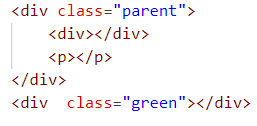 <div class="parent">
    <div></div>
    <p></p>
</div>
<div  class="green"></div>